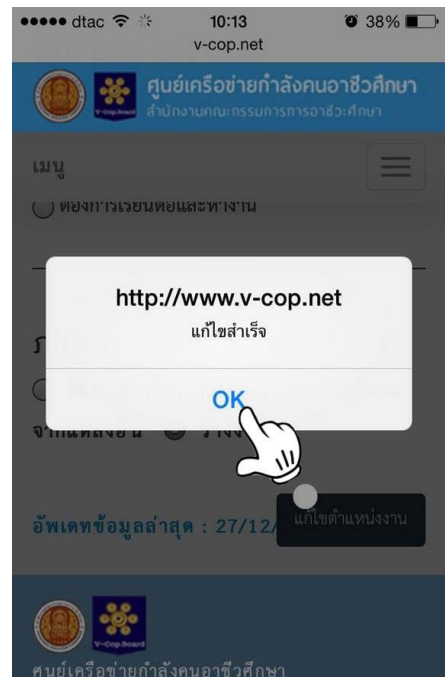 dtac 10:13 38%
v-cop.net
ศูนย์เครือข่ายกำลังคนอาชีวศึกษา
สำนักงานคณะกรรมการการอาชีวะศึกษา
V-Cop.Board
เมนู
ต้องการเรียนต่อและหางาน
http://www.v-cop.net
แก้ไขสำเร็จ
OK
อัพเดทข้อมูลล่าสุด : 27/12/
แก้ไขตำแหน่งงาน
V-Cop.Board
ศูนย์เครือข่ายกำลังคนอาชีวศึกษา